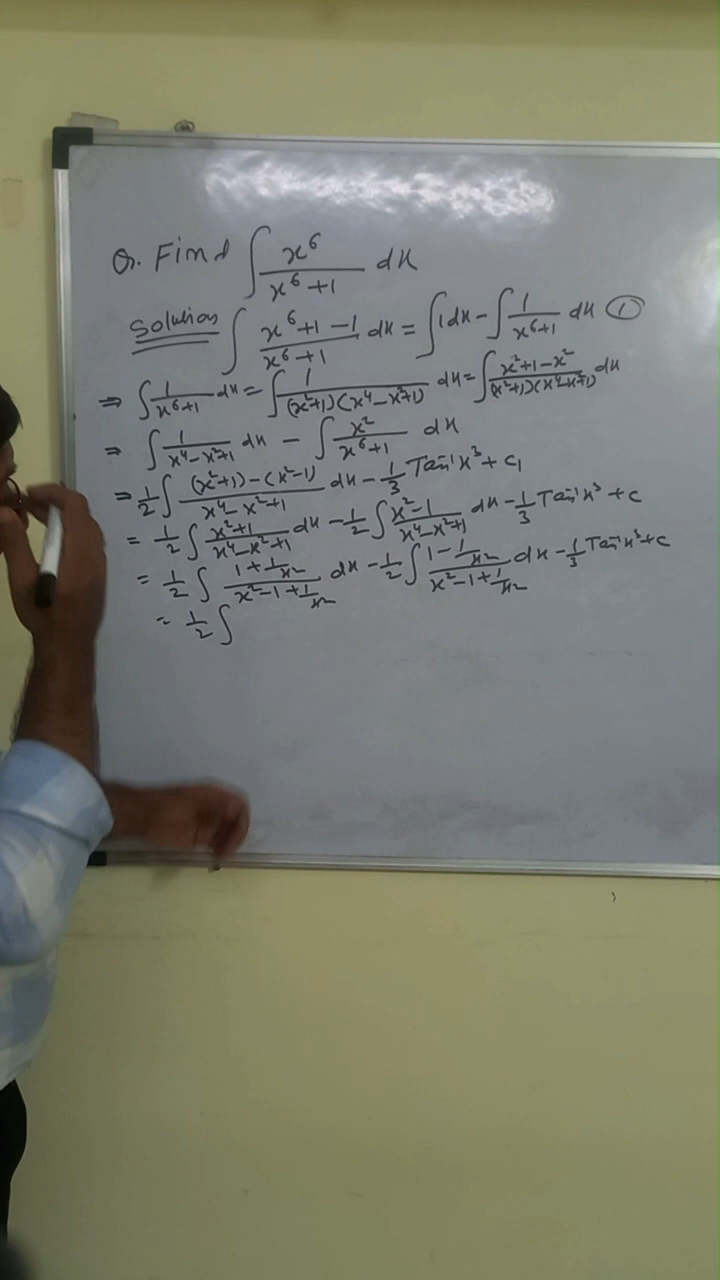 Q. Find ∫ x⁶/(x⁶+1) dx
Solution ∫ (x⁶+1−1)/(x⁶+1) dx = ∫1dx − ∫ 1/(x⁶+1) dx ①
⇒ ∫ 1/(x⁶+1) dx = ∫ 1/((x²+1)(x⁴−x²+1)) dx = ∫ (x²+1−x²)/((x²+1)(x⁴−x²+1)) dx
⇒ ∫ 1/(x⁴−x²+1) dx − ∫ x²/(x⁶+1) dx
⇒ 1/2 ∫ ((x²+1)−(x²−1))/(x⁴−x²+1) dx − 1/3 Tan⁻¹x³ + c₁
= 1/2 ∫ (x²+1)/(x⁴−x²+1) dx − 1/2 ∫ (x²−1)/(x⁴−x²+1) dx − 1/3 Tan⁻¹x³ + c
= 1/2 ∫ (1+1/x²)/(x²−1+1/x²) dx − 1/2 ∫ (1−1/x²)/(x²−1+1/x²) dx − 1/3 Tan⁻¹x³ + c
= 1/2 ∫